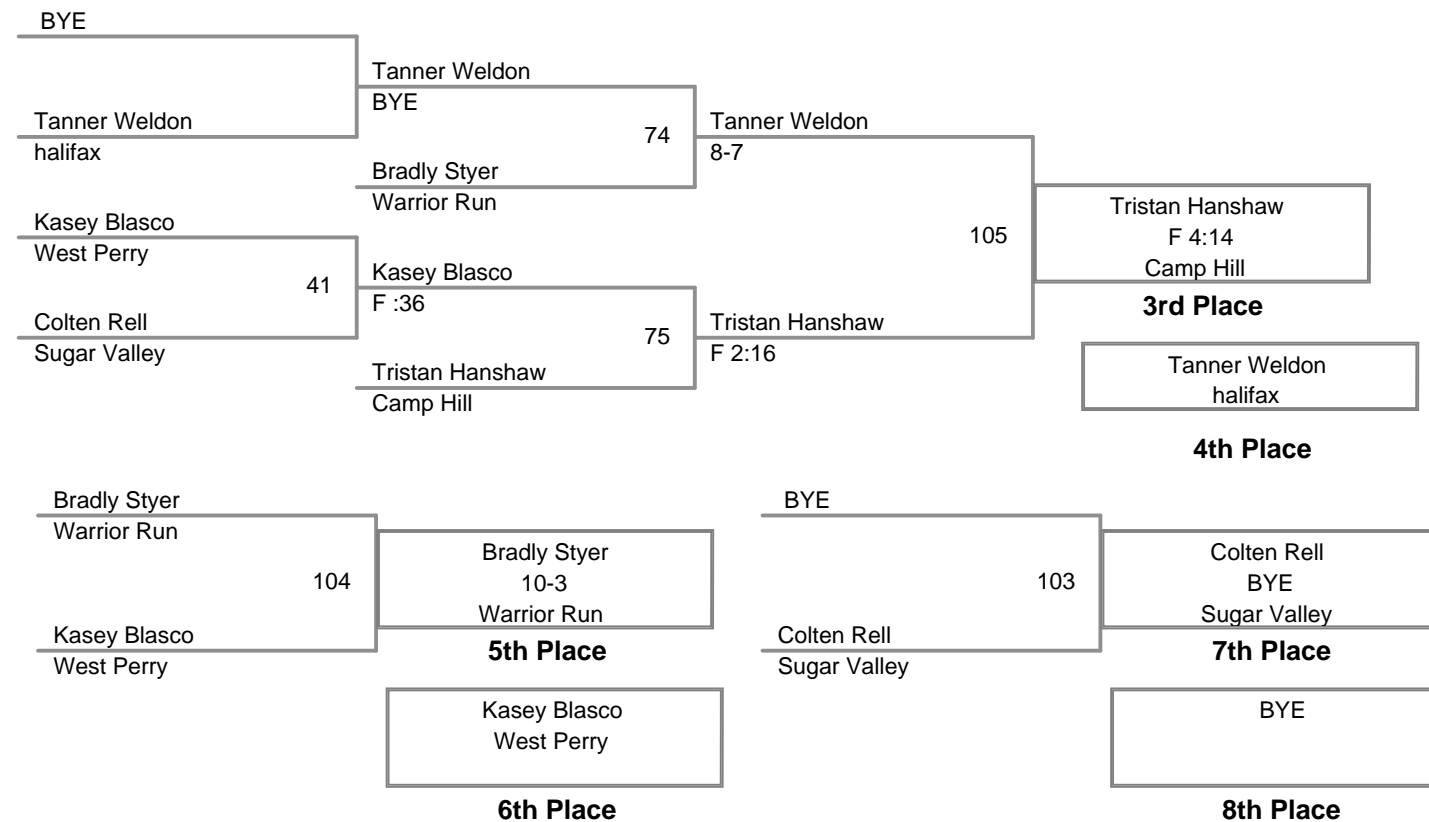 BYE
Tanner Weldon
BYE
Tanner Weldon
halifax
74
Tanner Weldon
8-7
Bradly Styer
Warrior Run
Kasey Blasco
West Perry
41
Kasey Blasco
F :36
Colten Rell
Sugar Valley
75
Tristan Hanshaw
F 2:16
Tristan Hanshaw
Camp Hill
105
Tristan Hanshaw
F 4:14
Camp Hill
3rd Place
Tanner Weldon
halifax
4th Place
Bradly Styer
Warrior Run
104
Kasey Blasco
West Perry
Bradly Styer
10-3
Warrior Run
5th Place
Kasey Blasco
West Perry
6th Place
BYE
103
Colten Rell
Sugar Valley
Colten Rell
BYE
Sugar Valley
7th Place
BYE
8th Place